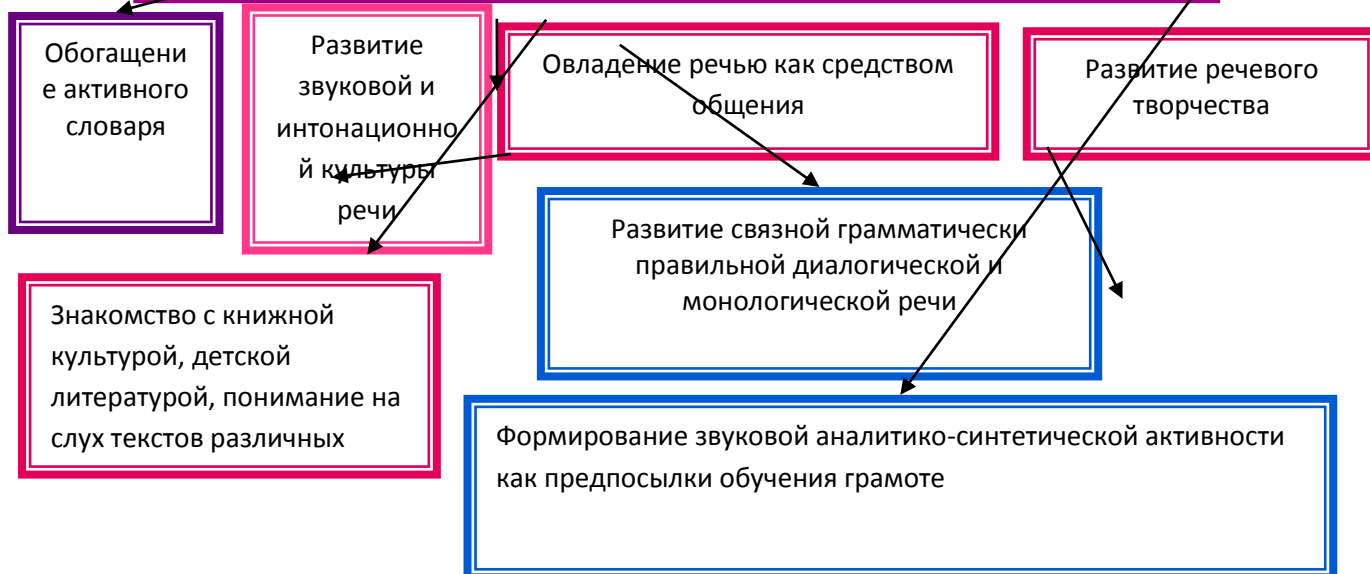 Обогащени
е активного
словаря
Развитие
звуковой и
интонационно
й культуры
речи
Овладение речью как средством
общения
Развитие речевого
творчества
Развитие связной грамматически
правильной диалогической и
монологической речи
Знакомство с книжной
культурой, детской
литературой, понимание на
слух текстов различных
Формирование звуковой аналитико-синтетической активности
как предпосылки обучения грамоте